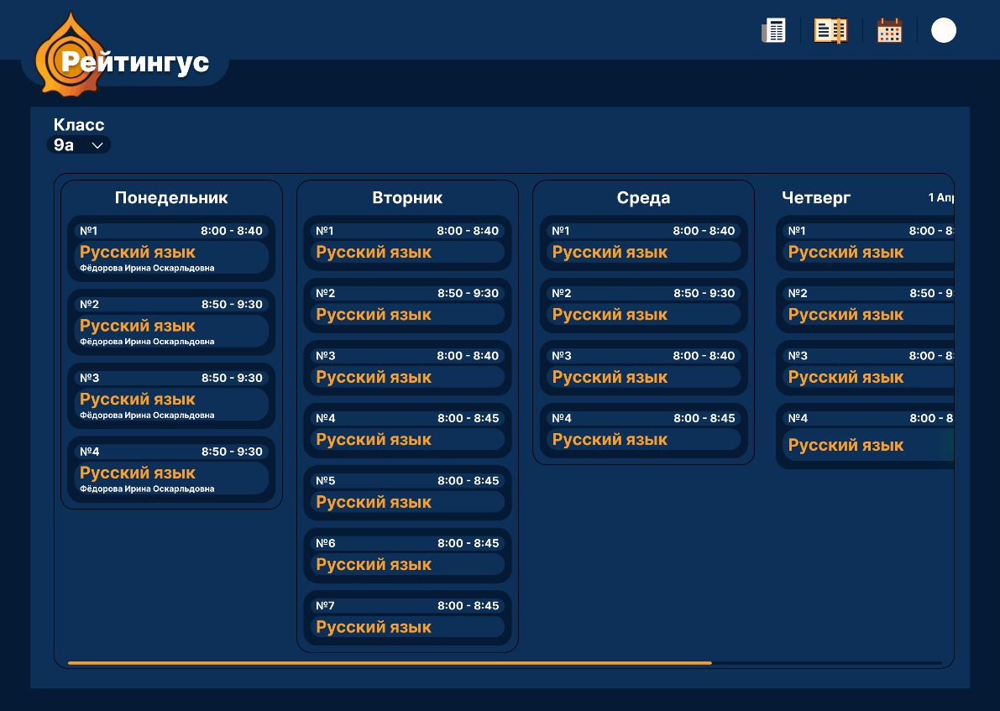 Рейтингус
Класс
9а
Понедельник
№1 8:00 - 8:40
Русский язык
Фёдорова Ирина Оскарльдовна
№2 8:50 - 9:30
Русский язык
Фёдорова Ирина Оскарльдовна
№3 8:50 - 9:30
Русский язык
Фёдорова Ирина Оскарльдовна
№4 8:50 - 9:30
Русский язык
Фёдорова Ирина Оскарльдовна
Вторник
№1 8:00 - 8:40
Русский язык
№2 8:50 - 9:30
Русский язык
№3 8:00 - 8:40
Русский язык
№4 8:00 - 8:45
Русский язык
№5 8:00 - 8:45
Русский язык
№6 8:00 - 8:45
Русский язык
№7 8:00 - 8:45
Русский язык
Среда
№1 8:00 - 8:40
Русский язык
№2 8:50 - 9:30
Русский язык
№3 8:00 - 8:40
Русский язык
№4 8:00 - 8:45
Русский язык
Четверг 1 Апр
№1 8:00 - 8:
Русский язык
№2 8:50 - 9:
Русский язык
№3 8:00 - 8:
Русский язык
№4 8:00 - 8
Русский язык